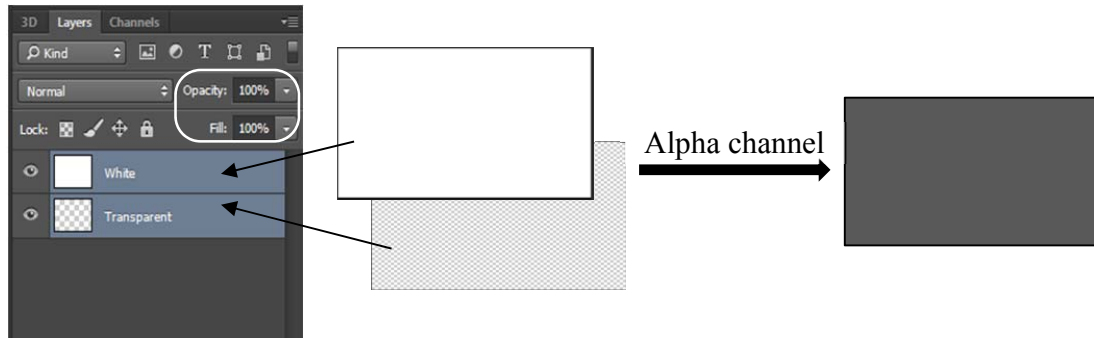 3D Layers Channels
Kind
Normal Opacity: 100%
Lock: Fill: 100%
White
Transparent
Alpha channel